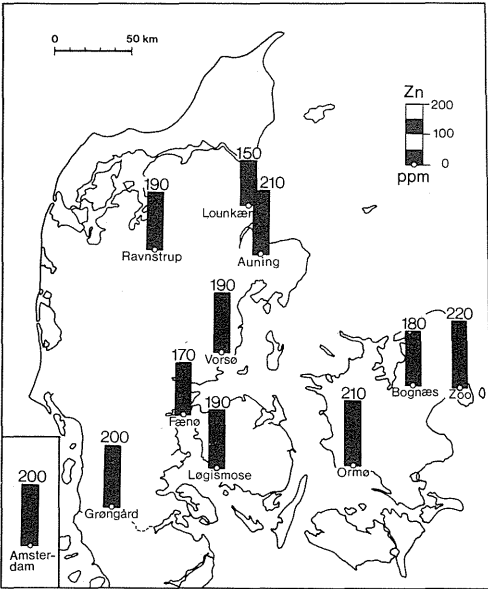 0 50 km
Zn
200
100
0
ppm
150
190
210
Lounkær
Ravnstrup
Auning
190
Vorsø
220
180
Bognæs
Zoo
170
Fænø
190
Løgismose
210
Ormø
200
Grøngård
200
Amster-
dam